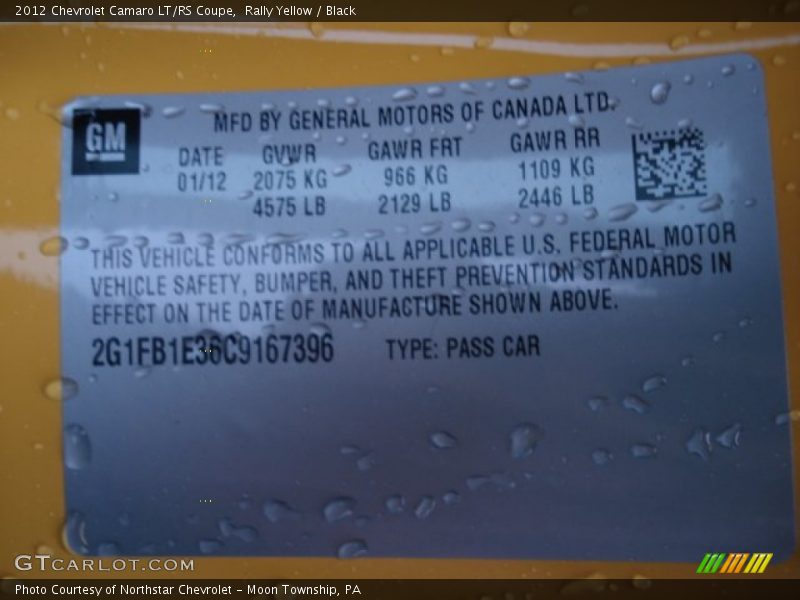 2012 Chevrolet Camaro LT/RS Coupe,  Rally Yellow / Black
GM
MFD BY GENERAL MOTORS OF CANADA LTD.
DATE GVWR GAWR FRT GAWR RR
01/12 2075 KG 966 KG 1109 KG
4575 LB 2129 LB 2446 LB
THIS VEHICLE CONFORMS TO ALL APPLICABLE U.S. FEDERAL MOTOR
VEHICLE SAFETY, BUMPER, AND THEFT PREVENTION STANDARDS IN
EFFECT ON THE DATE OF MANUFACTURE SHOWN ABOVE.
2G1FB1E36C9167396 TYPE: PASS CAR
GTCARLOT.COM
Photo Courtesy of Northstar Chevrolet - Moon Township, PA